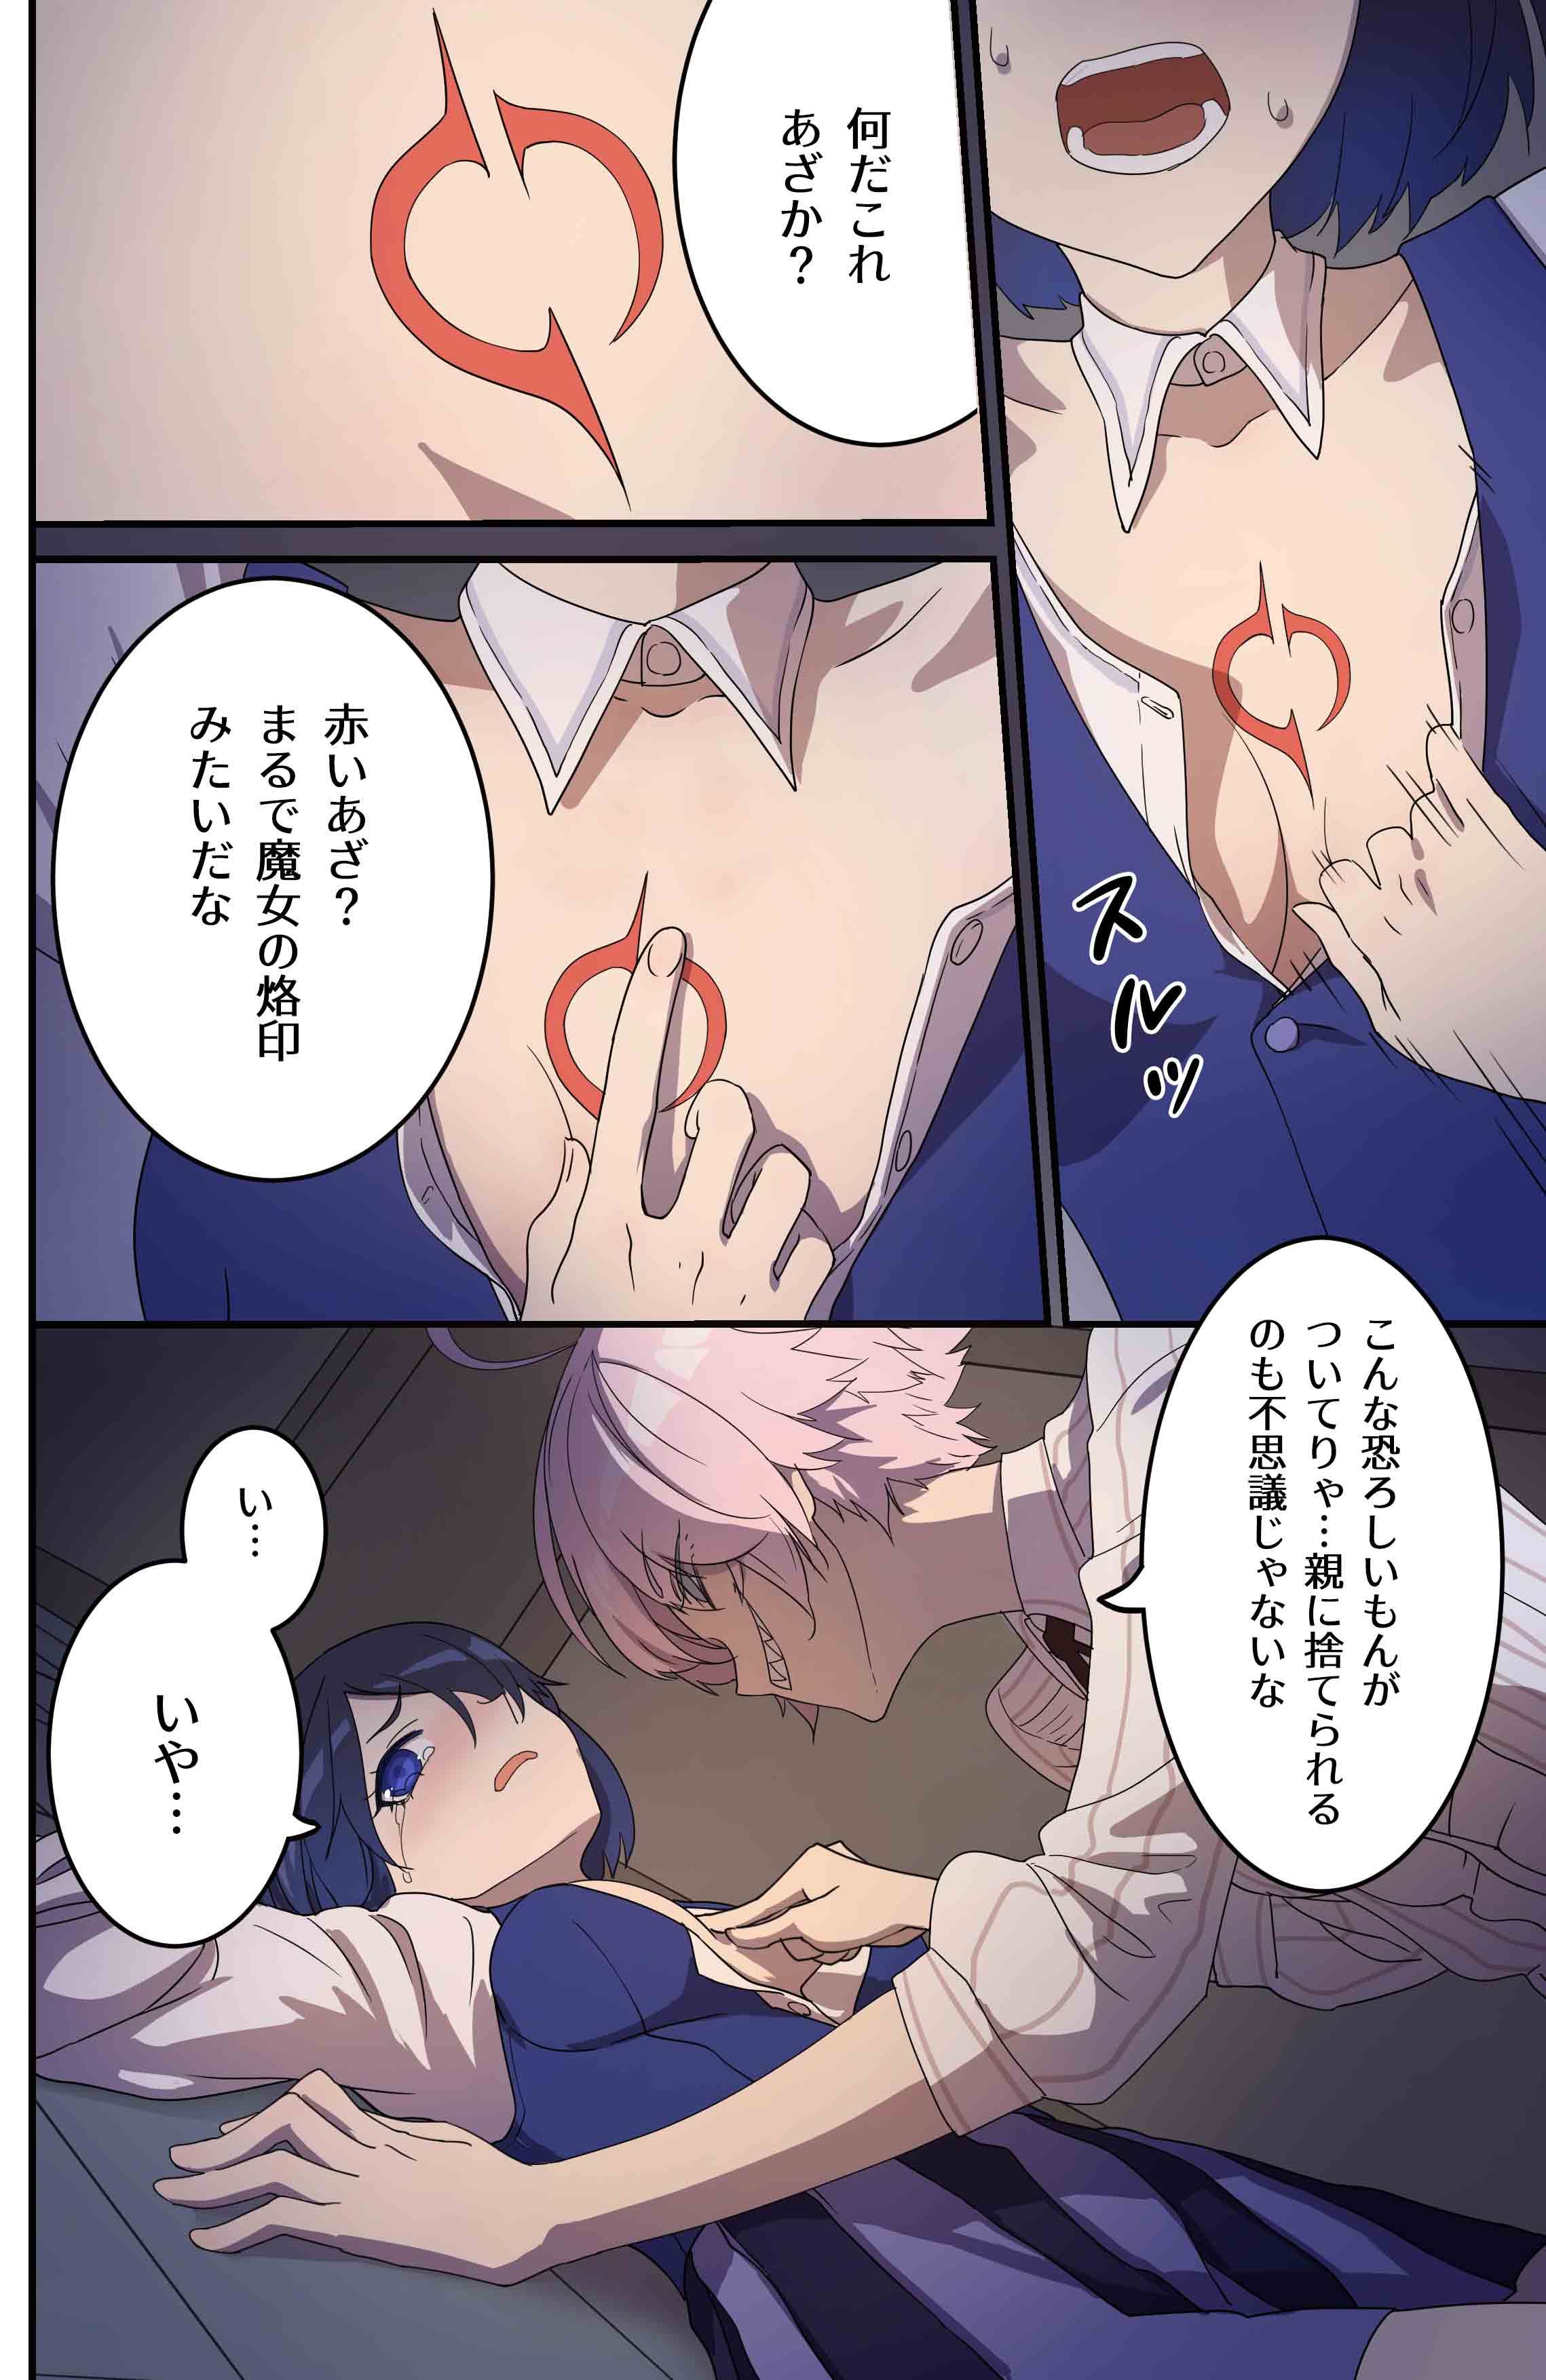 何だこれ
あざか？
スルッ
赤いあざ？
まるで魔女の烙印
みたいだな
こんな恐ろしいもんが
ついてりゃ…親に捨てられる
のも不思議じゃないな
い…
いや…